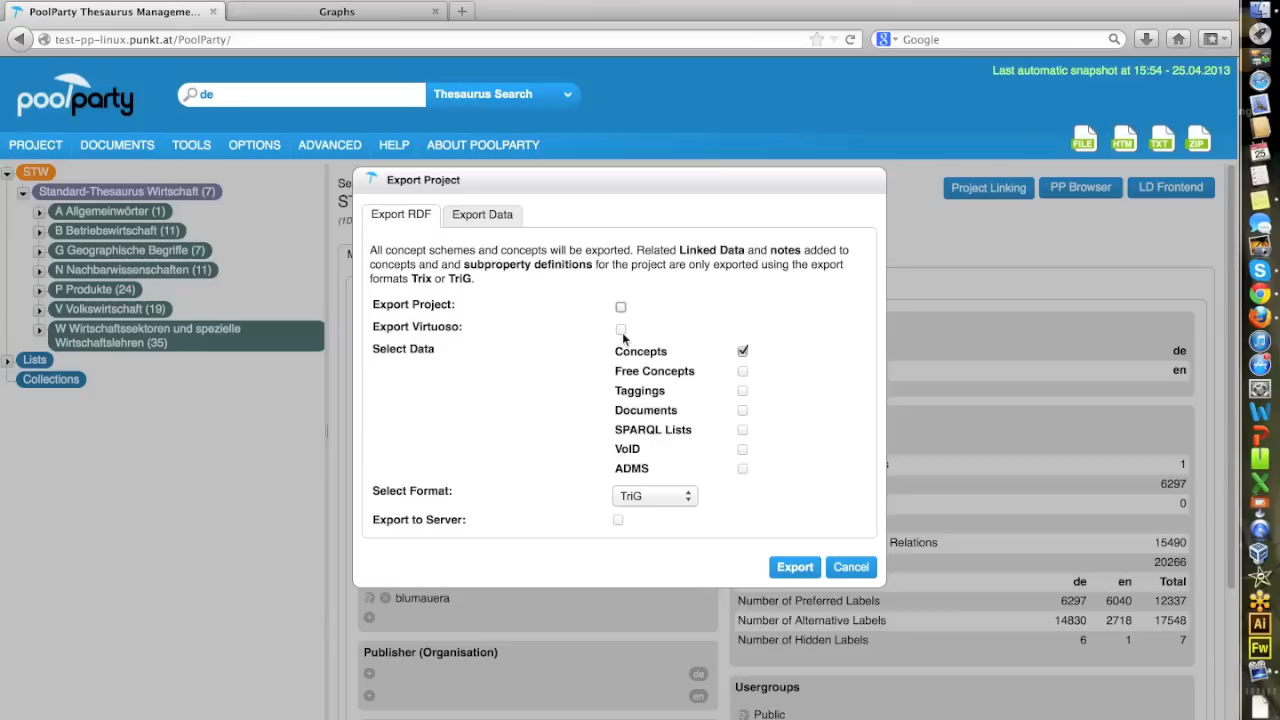 PoolParty Thesaurus Manageme...
Graphs
test-pp-linux.punkt.at/PoolParty/
Google
Last automatic snapshot at 15:54 - 25.04.2013
poolparty
de
Thesaurus Search
PROJECT DOCUMENTS TOOLS OPTIONS ADVANCED HELP ABOUT POOLPARTY
FILE HTM TXT ZIP
STW
Standard-Thesaurus Wirtschaft (7)
A Allgemeinwörter (1)
B Betriebswirtschaft (11)
G Geographische Begriffe (7)
N Nachbarwissenschaften (11)
P Produkte (24)
V Volkswirtschaft (19)
W Wirtschaftssektoren und spezielle
Wirtschaftslehren (35)
Lists
Collections
Project Linking
PP Browser
LD Frontend
Export Project
Export RDF
Export Data
All concept schemes and concepts will be exported. Related Linked Data and notes added to
concepts and and subproperty definitions for the project are only exported using the export
formats Trix or TriG.
Export Project:
Export Virtuoso:
Select Data
Concepts
Free Concepts
Taggings
Documents
SPARQL Lists
VoID
ADMS
Select Format:
TriG
Export to Server:
Export
Cancel
de
en
1
6297
0
Relations 15490
20266
de en Total
Number of Preferred Labels 6297 6040 12337
Number of Alternative Labels 14830 2718 17548
Number of Hidden Labels 6 1 7
blumauera
Publisher (Organisation)
de
en
Usergroups
Public
25
Ai
Fw